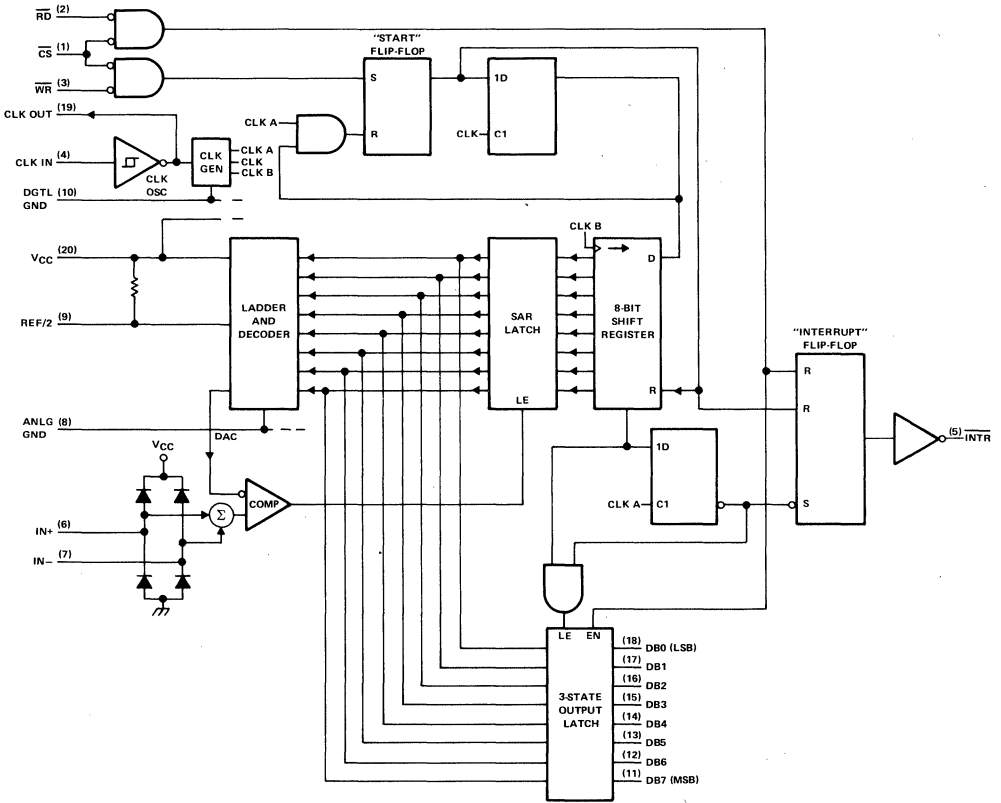 RD (2)
CS (1)
WR (3)
CLK OUT (19)
CLK IN (4)
CLK
OSC
CLK
GEN
CLK A
CLK
CLK B
DGTL (10)
GND
"START"
FLIP-FLOP
S
R
CLK A
1D
CLK
C1
VCC (20)
REF/2 (9)
LADDER
AND
DECODER
SAR
LATCH
LE
CLK B
D
8-BIT
SHIFT
REGISTER
R
"INTERRUPT"
FLIP-FLOP
R
R
S
(5) INTR
ANLG (8)
GND
DAC
VCC
COMP
Σ
IN+ (6)
IN− (7)
1D
CLK A
C1
LE EN
3-STATE
OUTPUT
LATCH
(18) DB0 (LSB)
(17) DB1
(16) DB2
(15) DB3
(14) DB4
(13) DB5
(12) DB6
(11) DB7 (MSB)